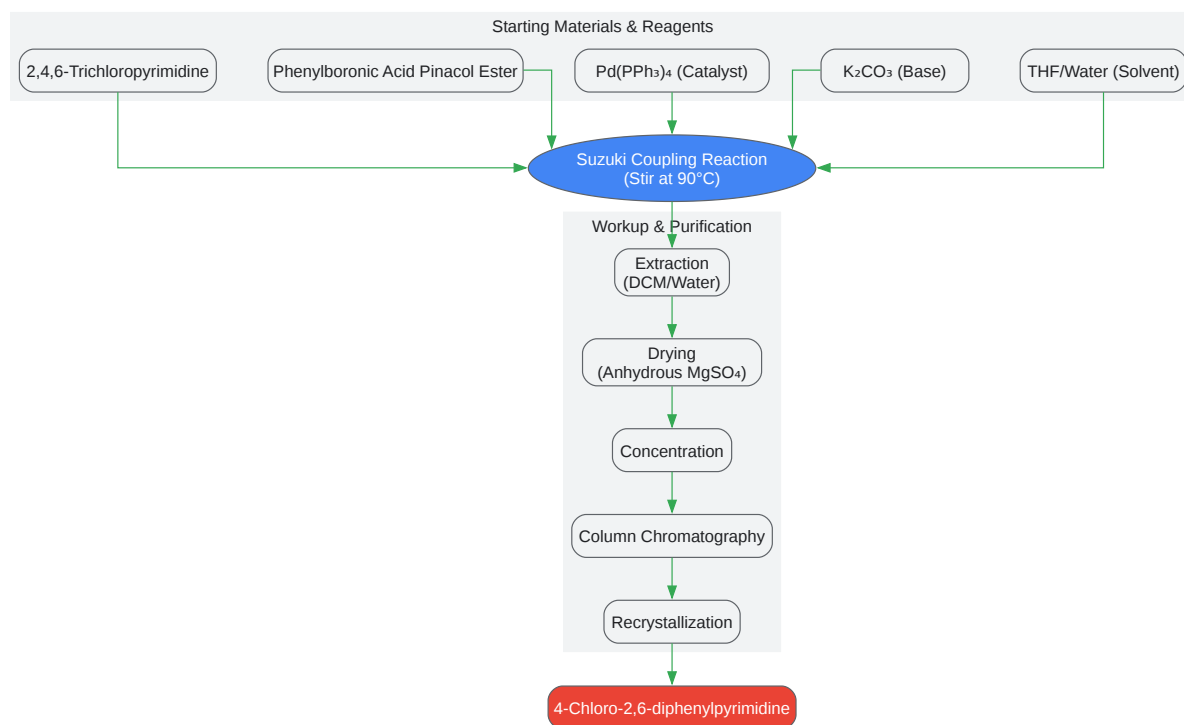 Starting Materials & Reagents
2,4,6-Trichloropyrimidine
Phenylboronic Acid Pinacol Ester
Pd(PPh₃)₄ (Catalyst)
K₂CO₃ (Base)
THF/Water (Solvent)
Suzuki Coupling Reaction
(Stir at 90°C)
Workup & Purification
Extraction
(DCM/Water)
Drying
(Anhydrous MgSO₄)
Concentration
Column Chromatography
Recrystallization
4-Chloro-2,6-diphenylpyrimidine